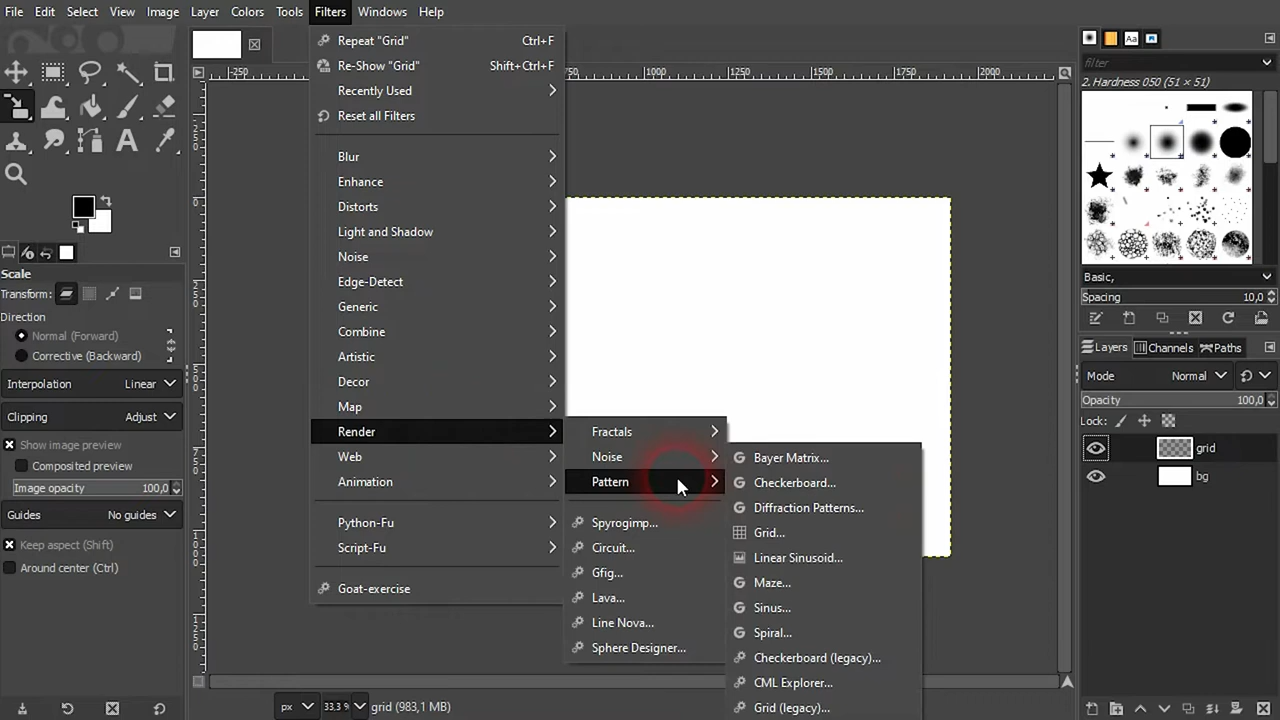 File Edit Select View Image Layer Colors Tools Filters Windows Help
Repeat "Grid" Ctrl+F
Re-Show "Grid" Shift+Ctrl+F
Recently Used
Reset all Filters
Blur
Enhance
Distorts
Light and Shadow
Noise
Edge-Detect
Generic
Combine
Artistic
Decor
Map
Render
Web
Animation
Python-Fu
Script-Fu
Goat-exercise
Fractals
Noise
Pattern
Spyrogimp...
Circuit...
Gfig...
Lava...
Line Nova...
Sphere Designer...
Bayer Matrix...
Checkerboard...
Diffraction Patterns...
Grid...
Linear Sinusoid...
Maze...
Sinus...
Spiral...
Checkerboard (legacy)...
CML Explorer...
Grid (legacy)...
-250 750 1000 1250 1500 1750 2000
Scale
Transform:
Direction
Normal (Forward)
Corrective (Backward)
Interpolation Linear
Clipping Adjust
Show image preview
Composited preview
Image opacity 100,0
Guides No guides
Keep aspect (Shift)
Around center (Ctrl)
px 33.3 % grid (983,1 MB)
Aa
filter
2. Hardness 050 (51 × 51)
Basic,
Spacing 10,0
Layers Channels Paths
Mode Normal
Opacity 100,0
Lock:
grid
bg